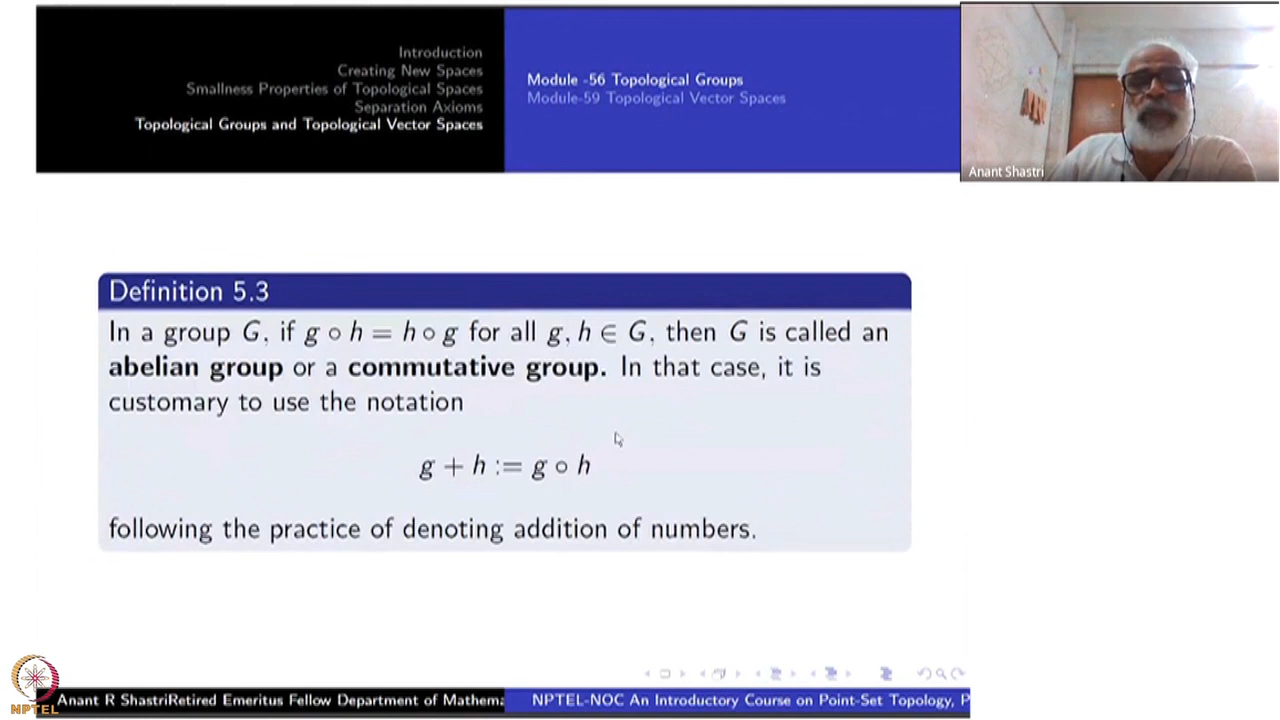 Introduction
Creating New Spaces
Smallness Properties of Topological Spaces
Separation Axioms
Topological Groups and Topological Vector Spaces
Module -56 Topological Groups
Module-59 Topological Vector Spaces
Anant Shastri
Definition 5.3
In a group G, if g ∘ h = h ∘ g for all g, h ∈ G, then G is called an
abelian group or a commutative group. In that case, it is
customary to use the notation
g + h := g ∘ h
following the practice of denoting addition of numbers.
NPTEL
Anant R ShastriRetired Emeritus Fellow Department of Mathema
NPTEL-NOC An Introductory Course on Point-Set Topology, P